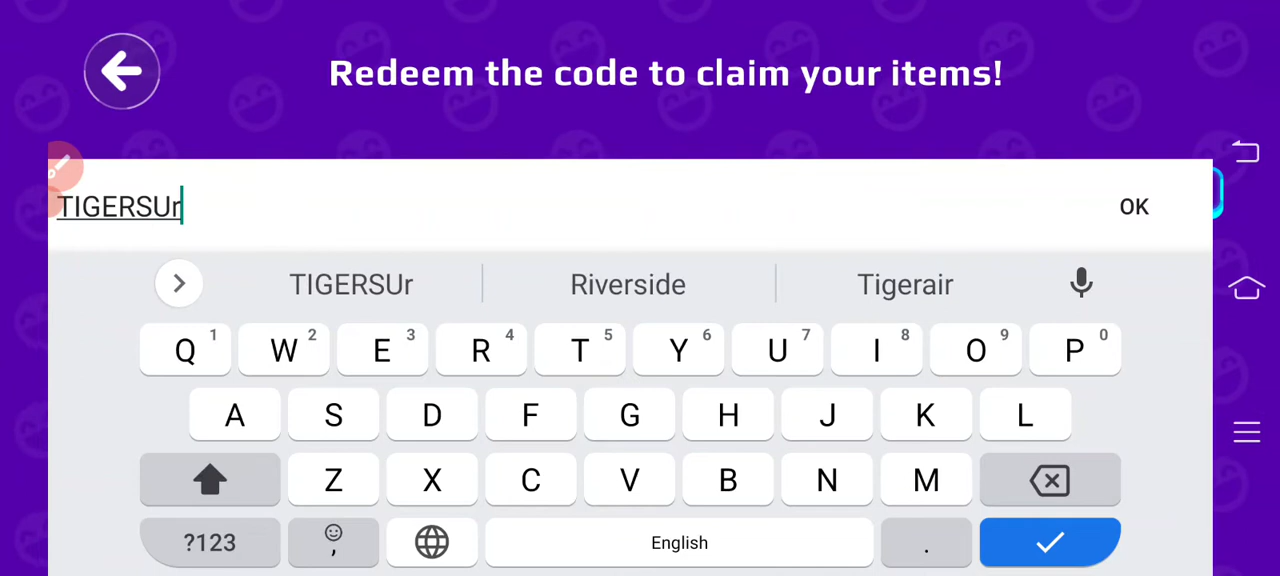 Redeem the code to claim your items!
TIGERSUr
OK
TIGERSUr Riverside Tigerair
Q 1 W 2 E 3 R 4 T 5 Y 6 U 7 I 8 O 9 P 0
A S D F G H J K L
Z X C V B N M
?123 , English .